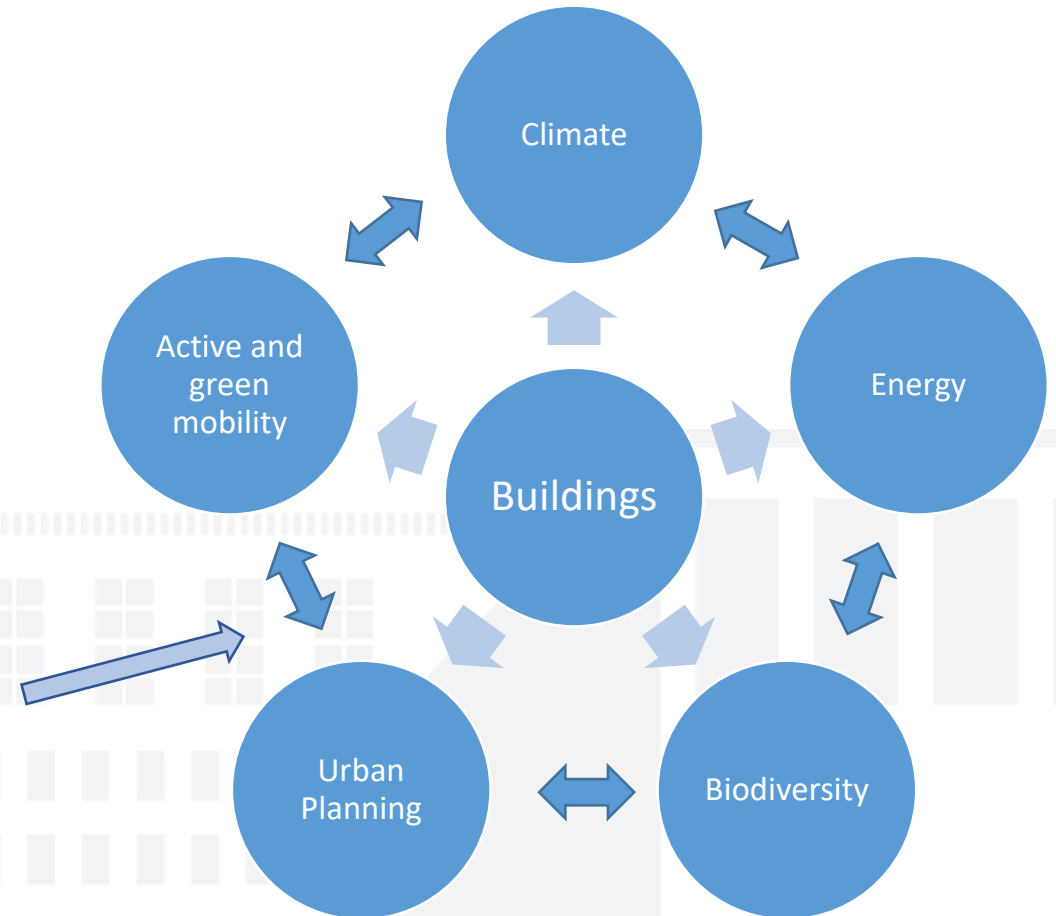 Climate
Active and
green
mobility
Energy
Buildings
Urban
Planning
Biodiversity